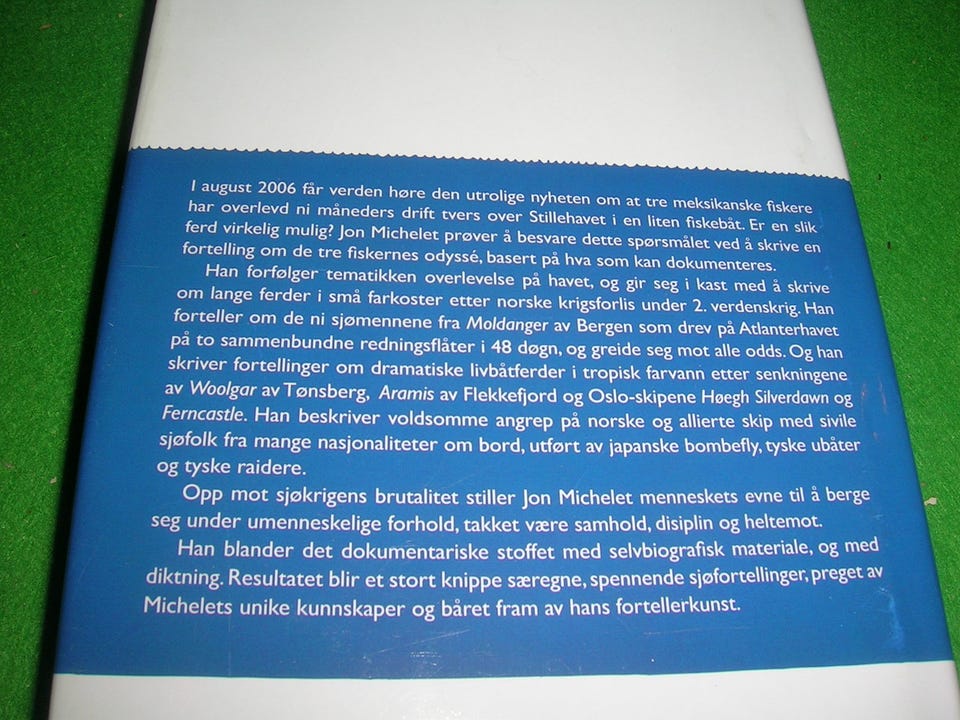 I august 2006 får verden høre den utrolige nyheten om at tre meksikanske fiskere
har overlevd ni måneders drift tvers over Stillehavet i en liten fiskebåt. Er en slik
ferd virkelig mulig? Jon Michelet prøver å besvare dette spørsmålet ved å skrive en
fortelling om de tre fiskernes odyssé, basert på hva som kan dokumenteres.
Han forfølger tematikken overlevelse på havet, og gir seg i kast med å skrive
om lange ferder i små farkoster etter norske krigsforlis under 2. verdenskrig. Han
forteller om de ni sjømennene fra Moldanger av Bergen som drev på Atlanterhavet
på to sammenbundne redningsflåter i 48 døgn, og greide seg mot alle odds. Og han
skriver fortellinger om dramatiske livbåtferder i tropisk farvann etter senkningene
av Woolgar av Tønsberg, Aramis av Flekkefjord og Oslo-skipene Høegh Silverdawn og
Ferncastle. Han beskriver voldsomme angrep på norske og allierte skip med sivile
sjøfolk fra mange nasjonaliteter om bord, utført av japanske bombefly, tyske ubåter
og tyske raidere.
Opp mot sjøkrigens brutalitet stiller Jon Michelet menneskets evne til å berge
seg under umenneskelige forhold, takket være samhold, disiplin og heltemot.
Han blander det dokumentariske stoffet med selvbiografisk materiale, og med
diktning. Resultatet blir et stort knippe særegne, spennende sjøfortellinger, preget av
Michelets unike kunnskaper og båret fram av hans fortellerkunst.